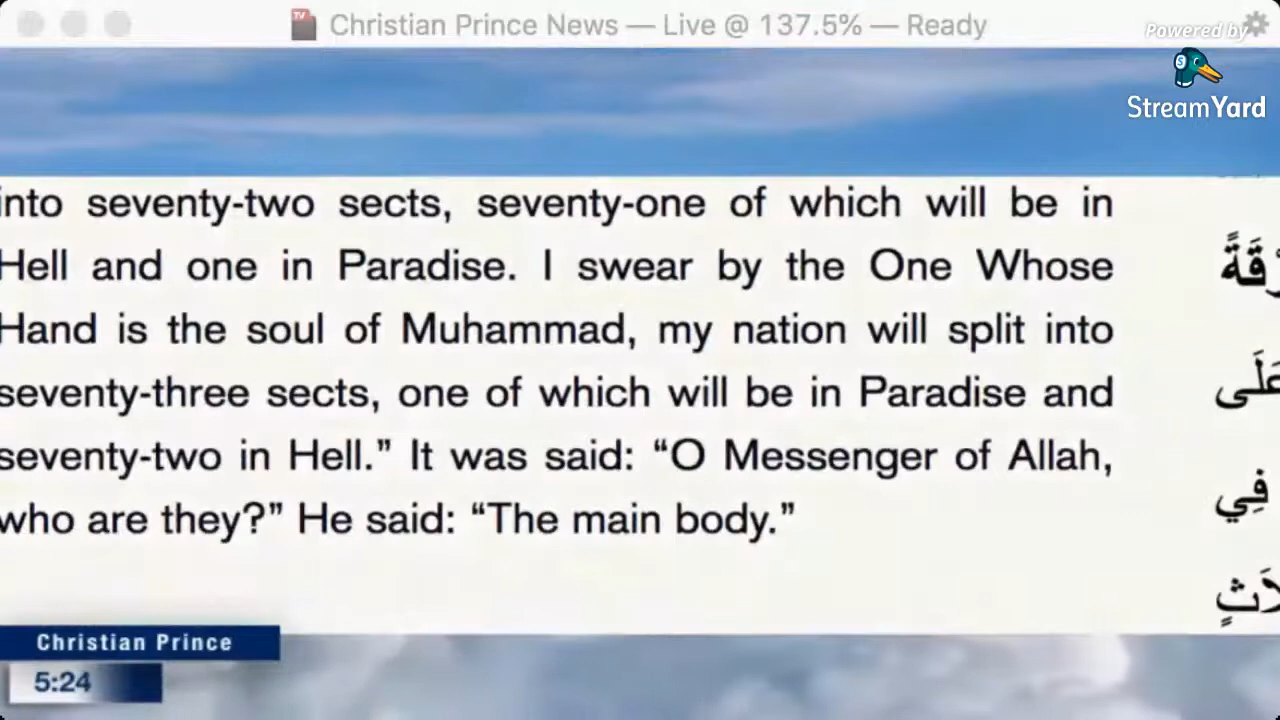 Christian Prince News — Live @ 137.5% — Ready
Powered by
StreamYard
into seventy-two sects, seventy-one of which will be in
Hell and one in Paradise. I swear by the One Whose
Hand is the soul of Muhammad, my nation will split into
seventy-three sects, one of which will be in Paradise and
seventy-two in Hell.” It was said: “O Messenger of Allah,
who are they?” He said: “The main body.”
فِي
Christian Prince
5:24